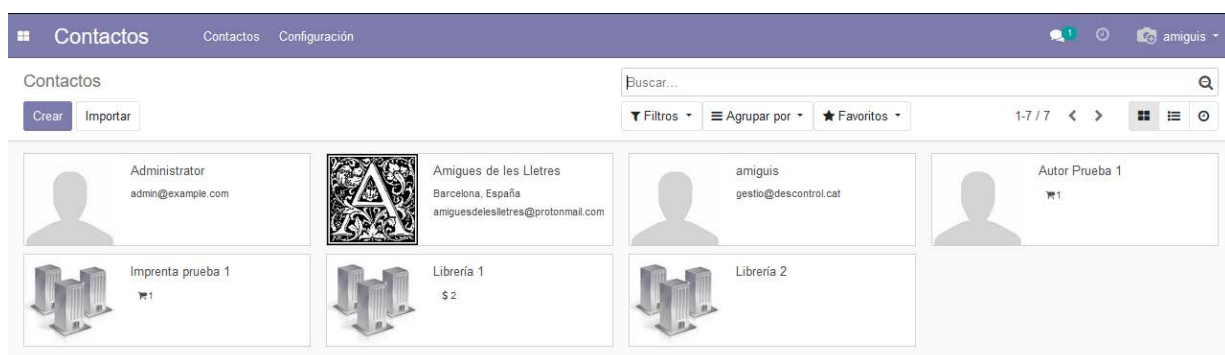 Contactos Contactos Configuración 1 amiguis
Contactos
Buscar...
Crear Importar Filtros Agrupar por Favoritos 1-7 / 7
Administrator
admin@example.com
Amigues de les Lletres
Barcelona, España
amiguesdeleslletres@protonmail.com
amiguis
gestio@descontrol.cat
Autor Prueba 1
1
Imprenta prueba 1
1
Librería 1
$ 2
Librería 2